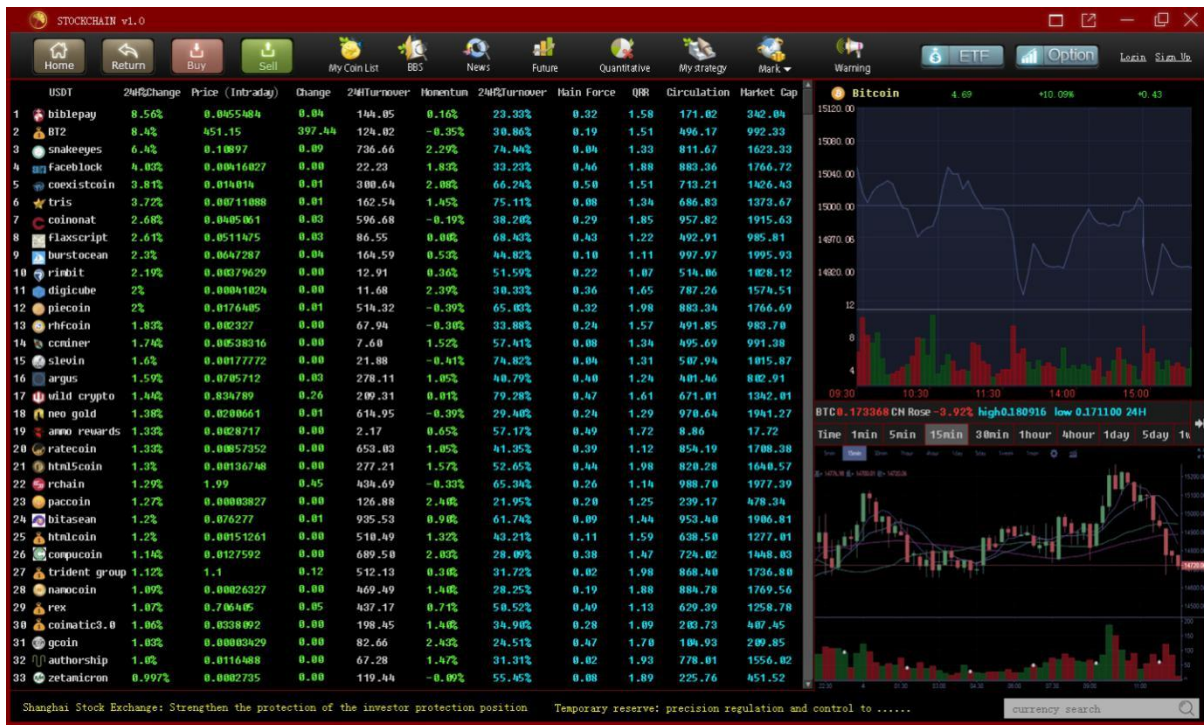 STOCKCHAIN v1.0
Home Return Buy Sell My Coin List BBS News Future Quantitative My strategy Mark Warning ETF Option Login Sign Up
USDT 24H%Change Price (Intraday) Change 24HTurnover Momentum 24H%Turnover Main Force QRR Circulation Market Cap
1 biblepay 8.56% 0.0455484 0.04 144.05 0.16% 23.33% 0.32 1.58 171.02 342.04
2 BT2 8.4% 451.15 397.44 124.02 -0.35% 30.86% 0.19 1.51 496.17 992.33
3 snakeeyes 6.4% 0.10897 0.09 736.66 2.29% 74.44% 0.04 1.33 811.67 1623.33
4 faceblock 4.03% 0.00416027 0.00 22.23 1.83% 33.23% 0.46 1.88 883.36 1766.72
5 coexistcoin 3.81% 0.014014 0.01 300.64 2.08% 66.24% 0.50 1.51 713.21 1426.43
6 tris 3.72% 0.00711088 0.01 162.54 1.45% 75.11% 0.08 1.34 686.83 1373.67
7 coinonat 2.68% 0.0405061 0.03 596.68 -0.19% 38.20% 0.29 1.85 957.82 1915.63
8 flaxscript 2.61% 0.0511475 0.03 86.55 0.00% 68.43% 0.43 1.22 492.91 985.81
9 burstocean 2.3% 0.0647287 0.04 164.59 0.53% 44.82% 0.10 1.11 997.97 1995.93
10 rimbit 2.19% 0.00379629 0.00 12.91 0.36% 51.59% 0.22 1.07 514.06 1028.12
11 digicube 2% 0.00041024 0.00 11.68 2.39% 30.33% 0.36 1.65 787.26 1574.51
12 piecoin 2% 0.0176405 0.01 514.32 -0.39% 65.03% 0.32 1.98 883.34 1766.69
13 rhfcoin 1.83% 0.002327 0.00 67.94 -0.30% 33.88% 0.24 1.57 491.85 983.70
14 ccminer 1.74% 0.00538316 0.00 7.60 1.52% 57.41% 0.08 1.34 495.69 991.38
15 slevin 1.6% 0.00177772 0.00 21.88 -0.41% 74.82% 0.04 1.31 507.94 1015.87
16 argus 1.59% 0.0705712 0.03 278.11 1.05% 40.79% 0.40 1.24 401.46 802.91
17 wild crypto 1.44% 0.834789 0.26 209.31 0.01% 79.28% 0.47 1.61 671.01 1342.01
18 neo gold 1.38% 0.0200661 0.01 614.95 -0.39% 29.40% 0.24 1.29 970.64 1941.27
19 ammo rewards 1.33% 0.0028717 0.00 2.17 0.65% 57.17% 0.49 1.72 8.86 17.72
20 ratecoin 1.33% 0.00857352 0.00 653.03 1.05% 41.35% 0.39 1.12 854.19 1708.38
21 html5coin 1.3% 0.00136748 0.00 277.21 1.57% 52.65% 0.44 1.98 820.28 1640.57
22 rchain 1.29% 1.99 0.45 434.69 -0.33% 65.34% 0.26 1.14 988.70 1977.39
23 paccoin 1.27% 0.00003827 0.00 126.88 2.40% 21.95% 0.20 1.25 239.17 478.34
24 bitasean 1.2% 0.076277 0.01 935.53 0.90% 61.74% 0.09 1.44 953.40 1906.81
25 htmlcoin 1.2% 0.00151261 0.00 510.49 1.32% 43.21% 0.11 1.59 638.50 1277.01
26 compucoin 1.14% 0.0127592 0.00 689.50 2.03% 28.09% 0.38 1.47 724.02 1448.03
27 trident group 1.12% 1.1 0.12 512.13 0.30% 31.72% 0.02 1.98 868.40 1736.80
28 namocoin 1.09% 0.00026327 0.00 469.49 1.40% 28.25% 0.19 1.88 884.78 1769.56
29 rex 1.07% 0.706405 0.05 437.17 0.71% 50.52% 0.49 1.13 629.39 1258.78
30 coimatic3.0 1.06% 0.0338092 0.00 198.45 1.40% 34.90% 0.28 1.09 203.73 407.45
31 gcoin 1.03% 0.00003429 0.00 82.66 2.43% 24.51% 0.47 1.70 104.93 209.85
32 authorship 1.0% 0.0116488 0.00 67.28 1.47% 31.31% 0.02 1.93 778.01 1556.02
33 zetamicron 0.997% 0.0002735 0.00 119.44 -0.09% 55.45% 0.08 1.89 225.76 451.52
Bitcoin 4.69 +10.09% +0.43
15120.00
15080.00
15040.00
15000.00
14970.06
14920.00
12
8
4
09:30 10:30 11:30 14:00 15:00
BTC0.173368 CN Rose -3.92% high0.180916 low 0.171100 24H
Time 1min 5min 15min 30min 1hour 4hour 1day 5day 1w
Shanghai Stock Exchange: Strengthen the protection of the investor protection position Temporary reserve: precision regulation and control to ......
currency search